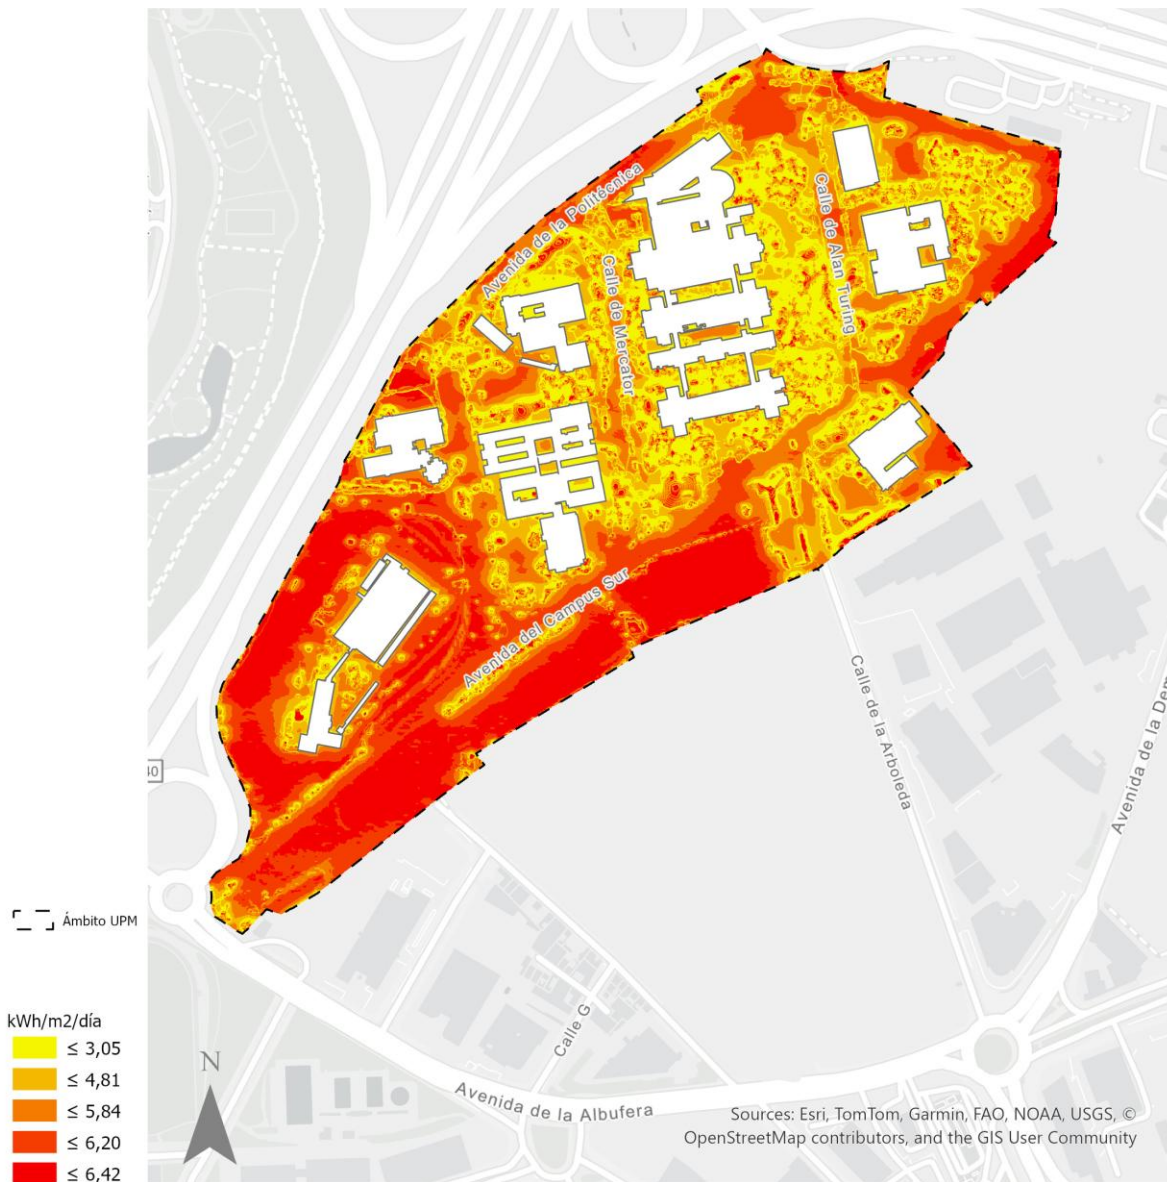 Avenida de la Politécnica
Calle de Mercator
Calle de Alan Turing
Avenida del Campus Sur
Calle de la Arboleda
Avenida de la Dem
Calle G
Avenida de la Albufera
Ámbito UPM
kWh/m2/día
≤ 3,05
≤ 4,81
≤ 5,84
≤ 6,20
≤ 6,42
N
Sources: Esri, TomTom, Garmin, FAO, NOAA, USGS, ©
OpenStreetMap contributors, and the GIS User Community